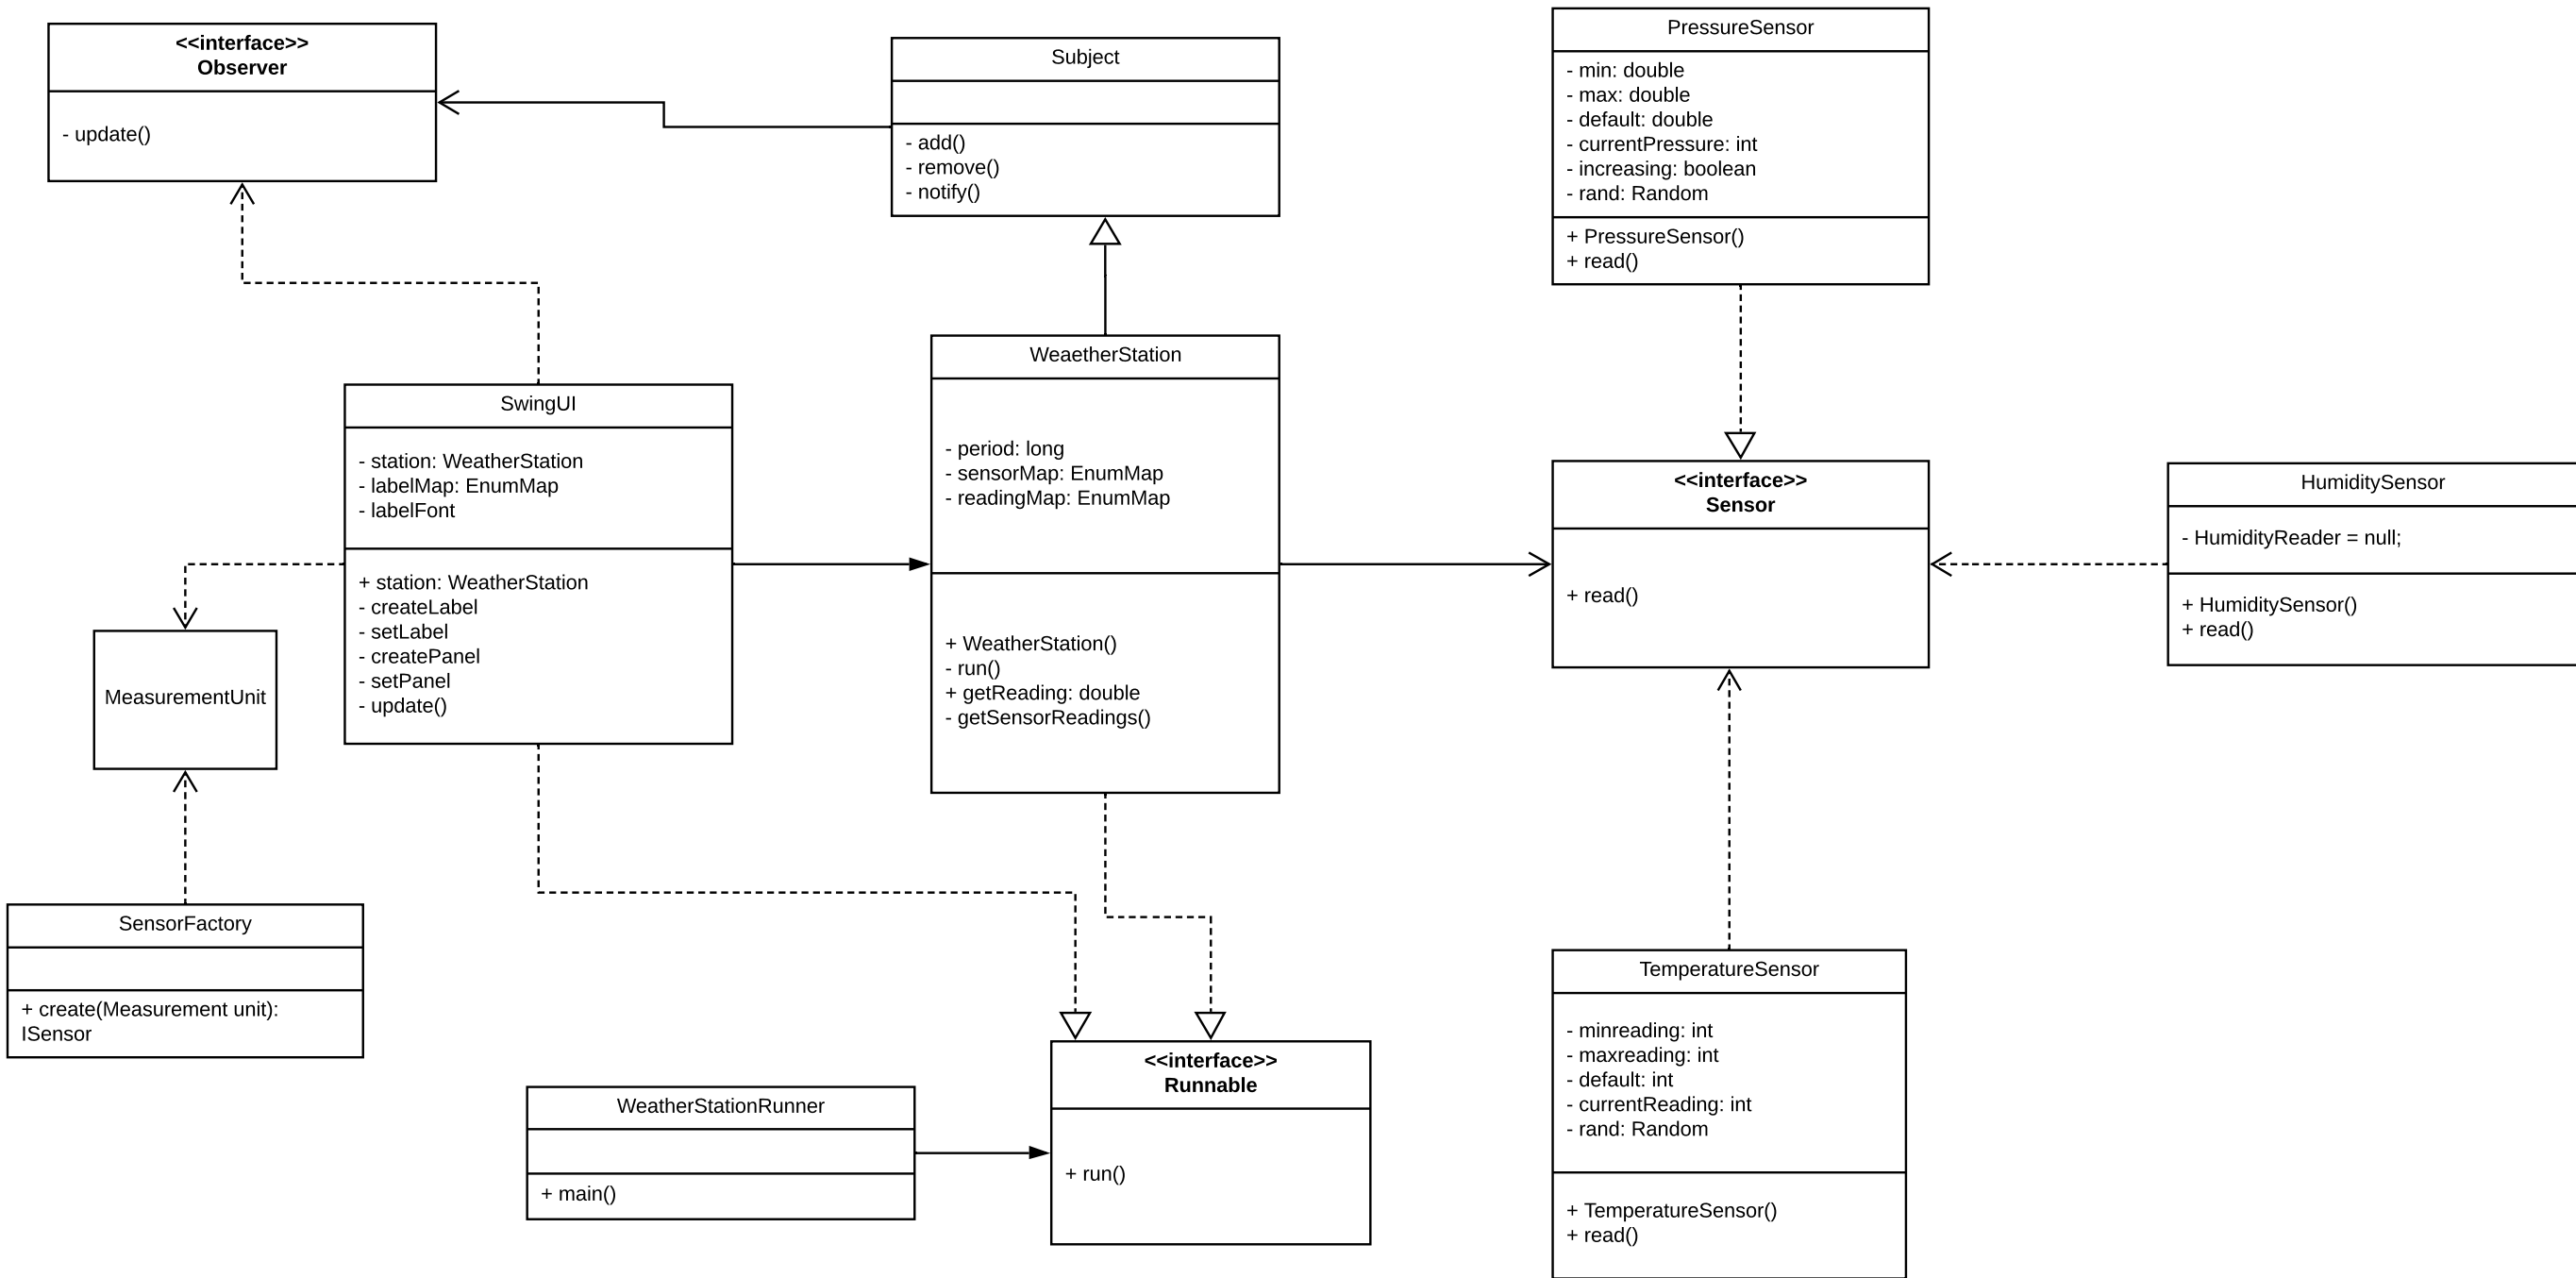 <<interface>>
Observer
- update()
Subject
- add()
- remove()
- notify()
PressureSensor
- min: double
- max: double
- default: double
- currentPressure: int
- increasing: boolean
- rand: Random
+ PressureSensor()
+ read()
SwingUI
- station: WeatherStation
- labelMap: EnumMap
- labelFont
+ station: WeatherStation
- createLabel
- setLabel
- createPanel
- setPanel
- update()
WeaetherStation
- period: long
- sensorMap: EnumMap
- readingMap: EnumMap
+ WeatherStation()
- run()
+ getReading: double
- getSensorReadings()
<<interface>>
Sensor
+ read()
HumiditySensor
- HumidityReader = null;
+ HumiditySensor()
+ read()
MeasurementUnit
SensorFactory
+ create(Measurement unit):
ISensor
WeatherStationRunner
+ main()
<<interface>>
Runnable
+ run()
TemperatureSensor
- minreading: int
- maxreading: int
- default: int
- currentReading: int
- rand: Random
+ TemperatureSensor()
+ read()